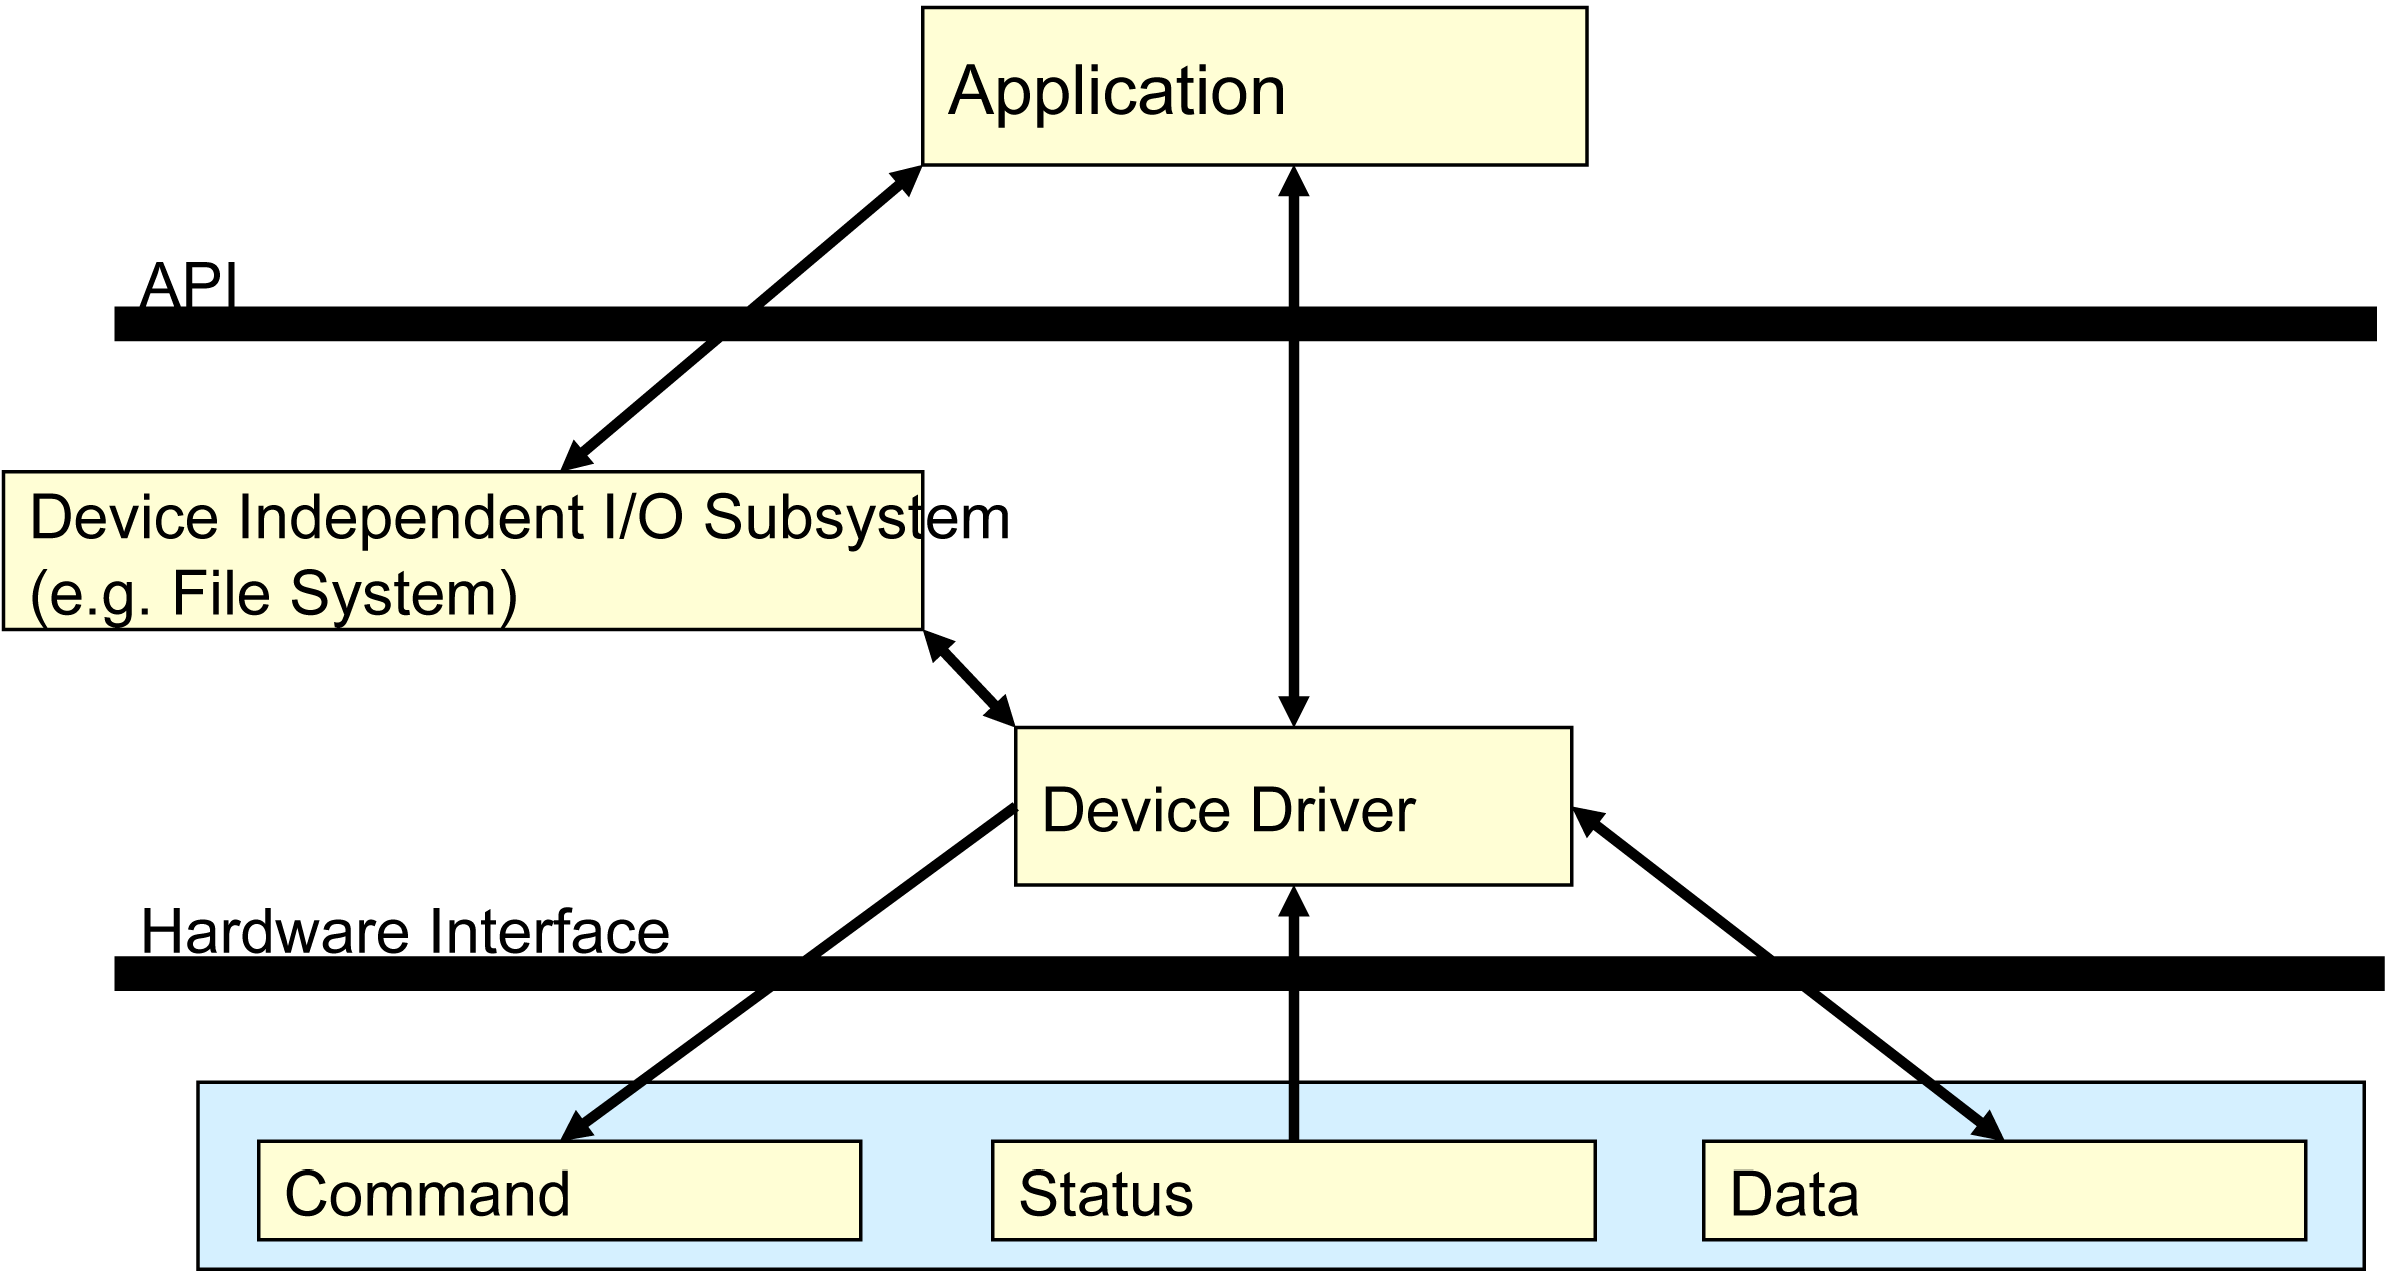 Application
API
Device Independent I/O Subsystem
(e.g. File System)
Device Driver
Hardware Interface
Command
Status
Data